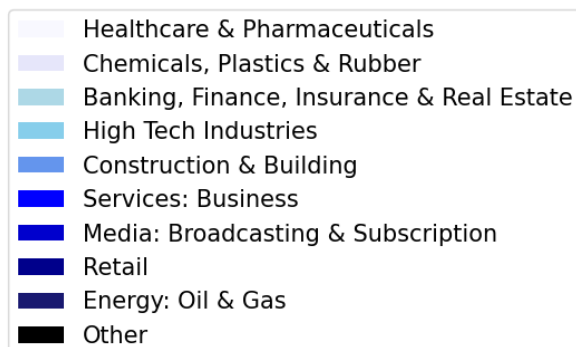 Healthcare & Pharmaceuticals
Chemicals, Plastics & Rubber
Banking, Finance, Insurance & Real Estate
High Tech Industries
Construction & Building
Services: Business
Media: Broadcasting & Subscription
Retail
Energy: Oil & Gas
Other